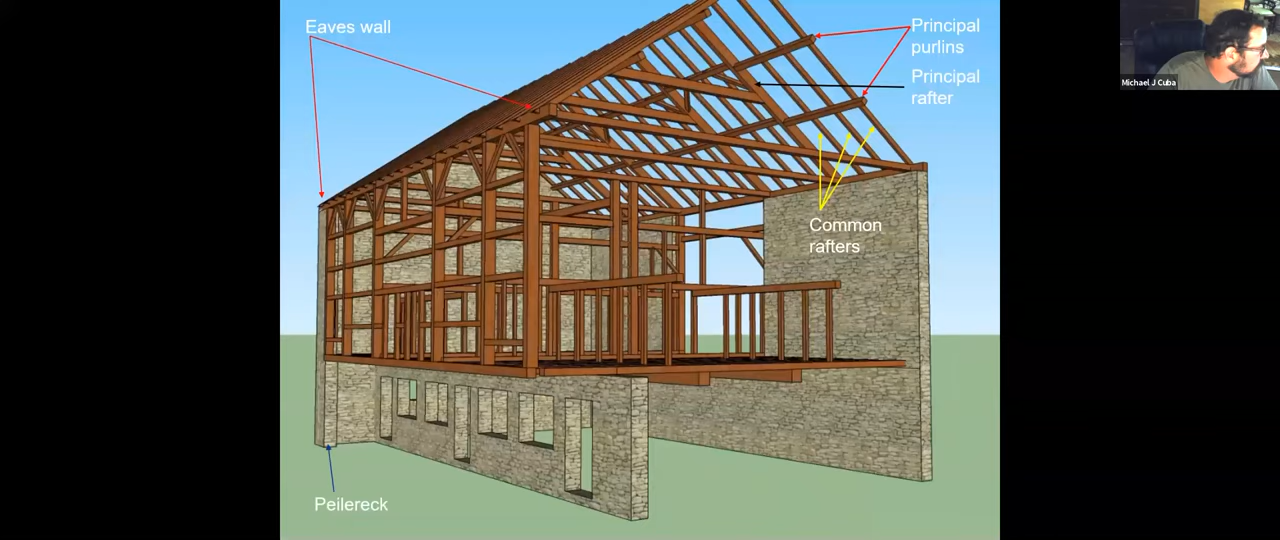 Eaves wall
Principal
purlins
Principal
rafter
Common
rafters
Peilereck
Michael J Cuba